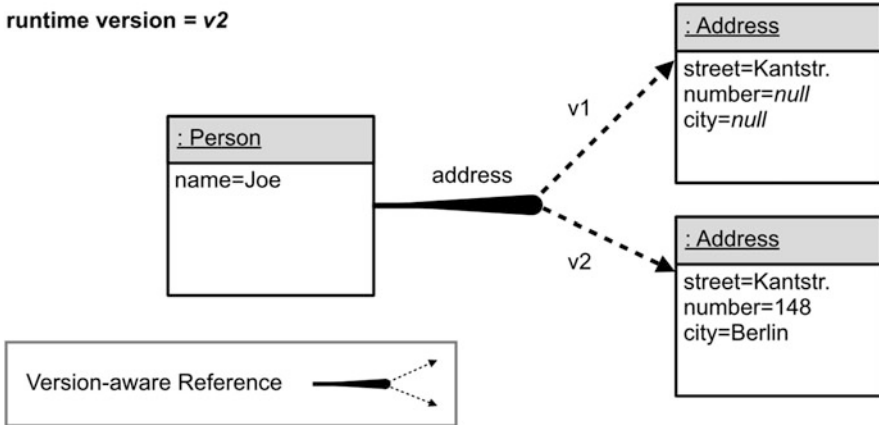 runtime version = v2
: Person
name=Joe
address
v1
v2
: Address
street=Kantstr.
number=null
city=null
: Address
street=Kantstr.
number=148
city=Berlin
Version-aware Reference